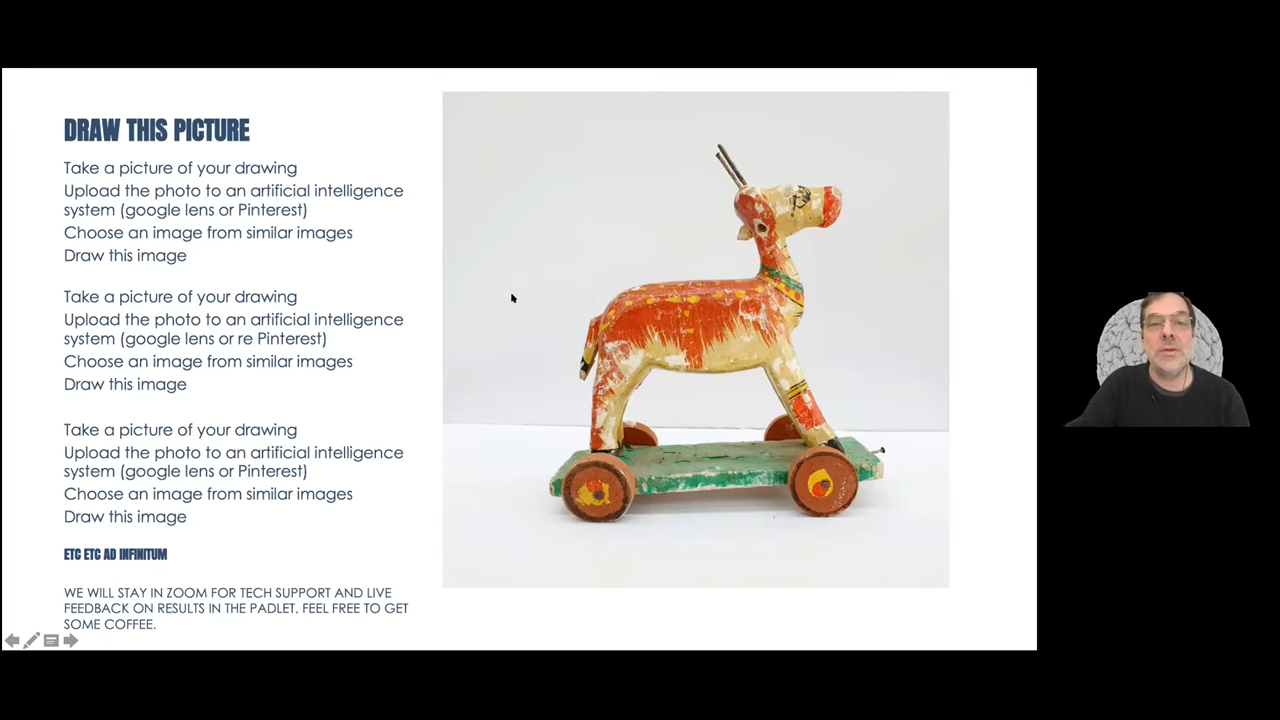 DRAW THIS PICTURE
Take a picture of your drawing
Upload the photo to an artificial intelligence
system (google lens or Pinterest)
Choose an image from similar images
Draw this image
Take a picture of your drawing
Upload the photo to an artificial intelligence
system (google lens or re Pinterest)
Choose an image from similar images
Draw this image
Take a picture of your drawing
Upload the photo to an artificial intelligence
system (google lens or Pinterest)
Choose an image from similar images
Draw this image
ETC ETC AD INFINITUM
WE WILL STAY IN ZOOM FOR TECH SUPPORT AND LIVE
FEEDBACK ON RESULTS IN THE PADLET. FEEL FREE TO GET
SOME COFFEE.